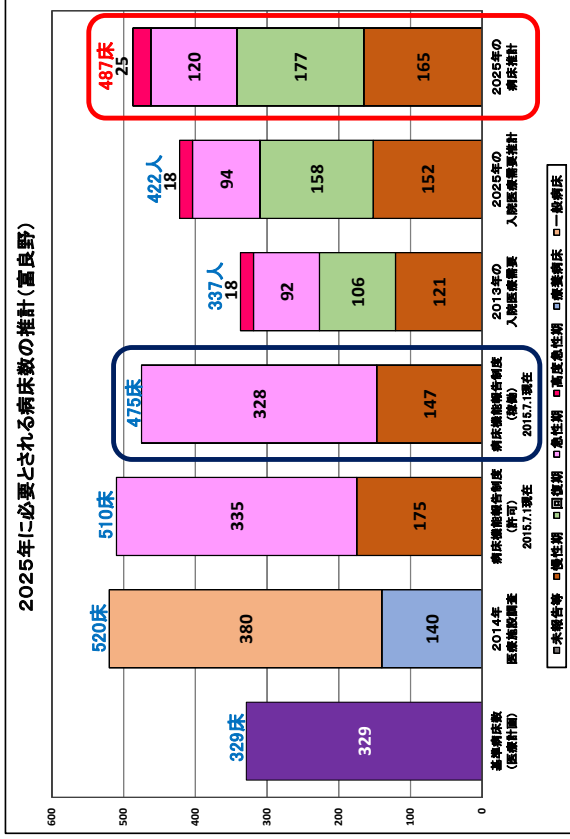 2025年に必要とされる病床数の推計（富良野）
600
500
400
300
200
100
0
329床
329
基準病床数
（医療計画）
520床
380
140
2014年
医療施設調査
510床
335
175
病床機能報告制度
（許可）
2015.7.1現在
475床
328
147
病床機能報告制度
（稼働）
2015.7.1現在
337人
18
92
106
121
2013年の
入院医療需要
422人
18
94
158
152
2025年の
入院医療需要推計
487床
25
120
177
165
2025年の
病床推計
未報告等 慢性期 回復期 急性期 高度急性期 療養病床 一般病床